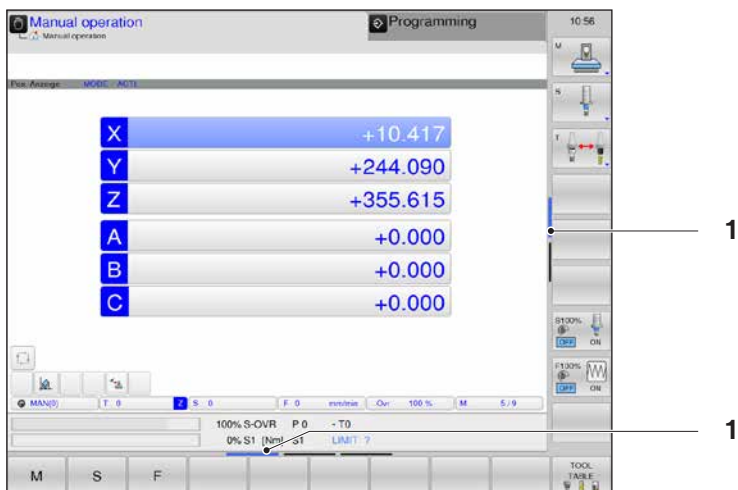 Manual operation
Programming
10:56
Manual operation
M
Pos. Anzeige MODE: ACTL
S
X +10.417
T
Y +244.090
Z +355.615
1
A +0.000
B +0.000
C +0.000
S100%
OFF ON
F100%
OFF ON
MAN(0) T 0 Z S 0 F 0 mm/min Ovr 100 % M 5/9
100% S-OVR P0 - T0
0% S1 [Nm] S1 LIMIT ?
1
M S F
TOOL
TABLE